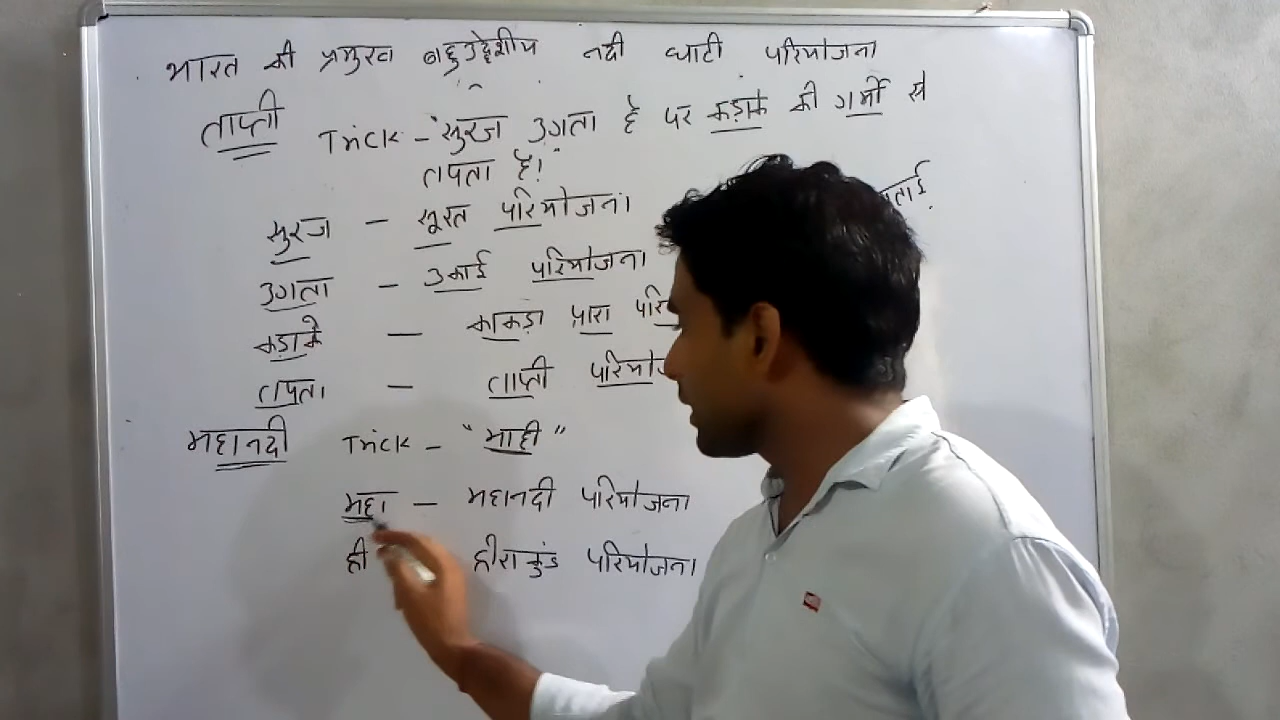 भारत की प्रमुख बहुउद्देशीय नदी घाटी परियोजना
ताप्ती Trick - "सुरज उगता है पर कड़ाके की गर्मी से
तपता है।"
सुरज - सूरत परियोजना
उगता - उकाई परियोजना
कड़ाके - काकड़ा पारा
तपता - ताप्ती
महानदी Trick - "माही"
महा - महानदी परियोजना
ही हीराकुंड परियोजना